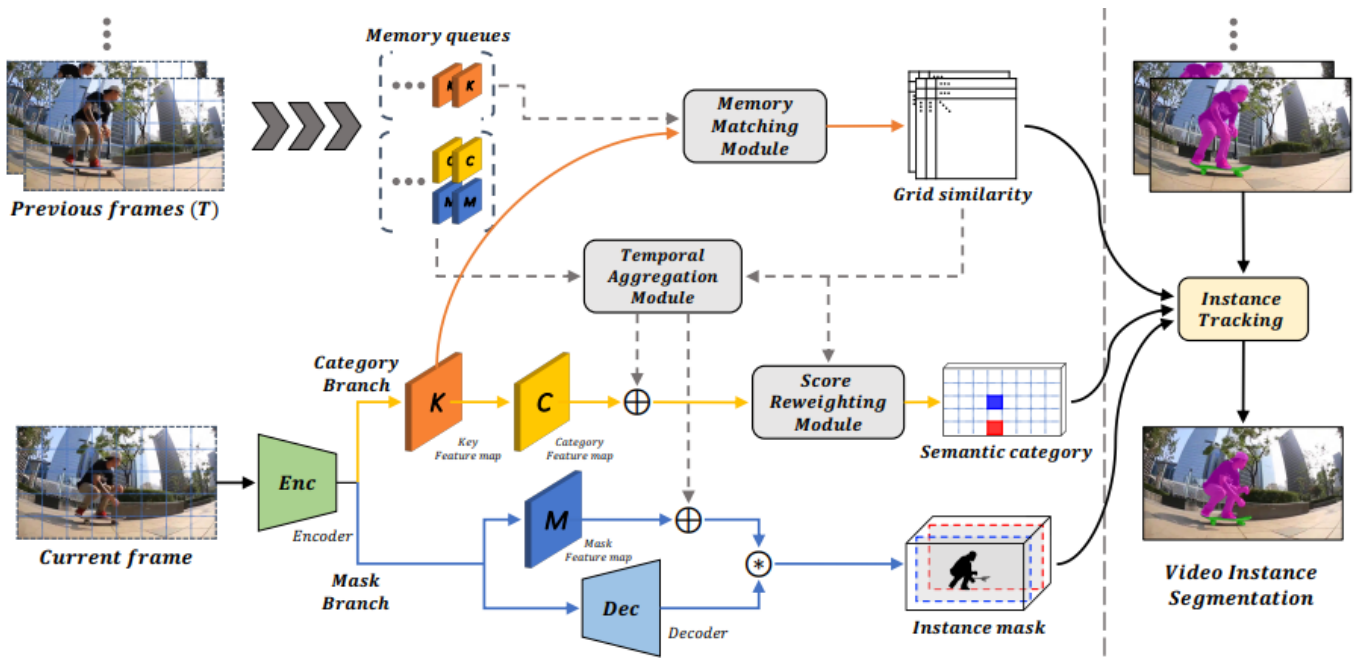 Memory queues
K K
C C
M M
Previous frames (T)
Memory
Matching
Module
Grid similarity
Temporal
Aggregation
Module
Instance
Tracking
Category
Branch
K
Key
Feature map
C
Category
Feature map
Score
Reweighting
Module
Semantic category
Enc
Encoder
Current frame
Mask
Branch
M
Mask
Feature map
Dec
Decoder
Instance mask
Video Instance
Segmentation